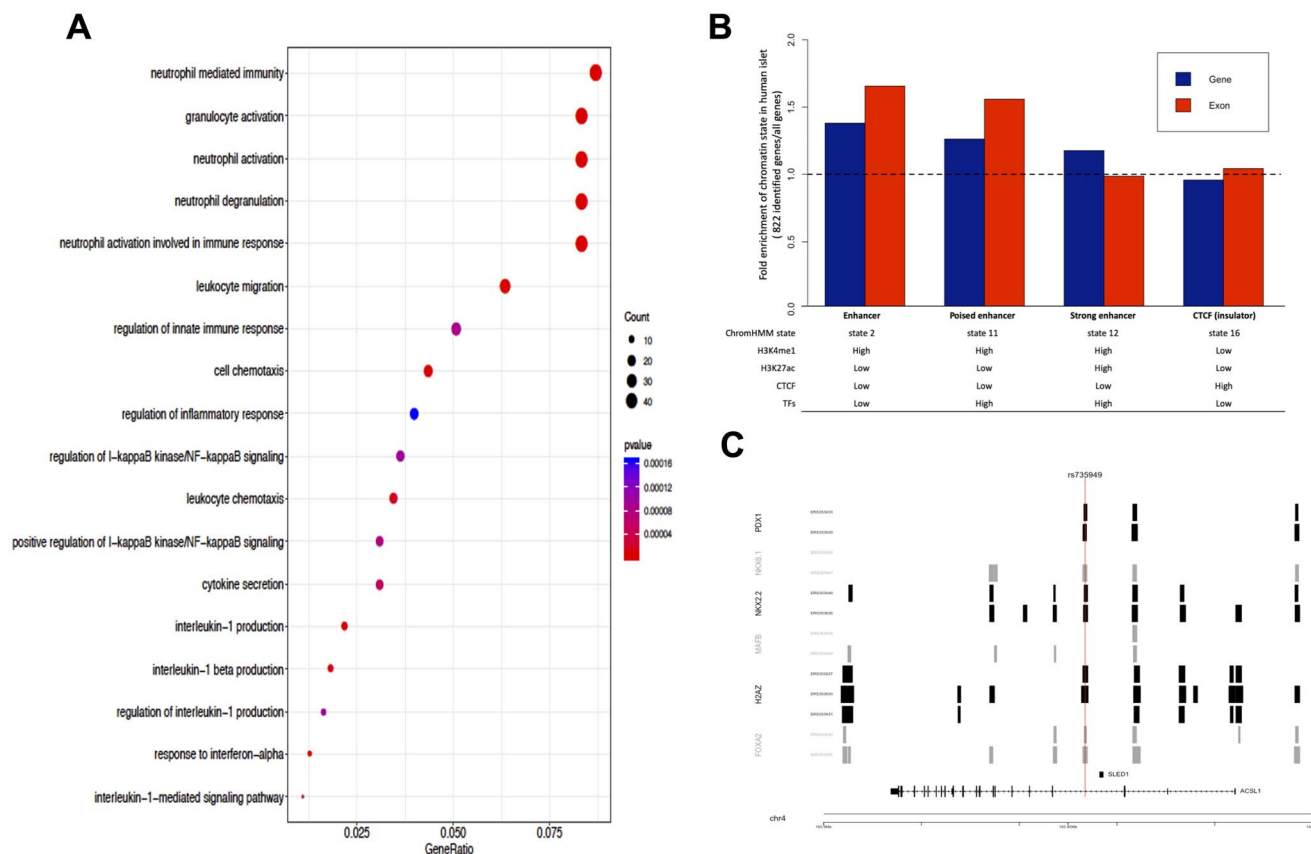 A
neutrophil mediated immunity
granulocyte activation
neutrophil activation
neutrophil degranulation
neutrophil activation involved in immune response
leukocyte migration
regulation of innate immune response
cell chemotaxis
regulation of inflammatory response
regulation of I-kappaB kinase/NF-kappaB signaling
leukocyte chemotaxis
positive regulation of I-kappaB kinase/NF-kappaB signaling
cytokine secretion
interleukin-1 production
interleukin-1 beta production
regulation of interleukin-1 production
response to interferon-alpha
interleukin-1-mediated signaling pathway
0.025 0.050 0.075
GeneRatio
Count
10
20
30
40
pvalue
0.00016
0.00012
0.00008
0.00004
B
Fold enrichment of chromatin state in human islet
( 822 identified genes/all genes)
2.0
1.5
1.0
0.5
0.0
Gene
Exon
Enhancer Poised enhancer Strong enhancer CTCF (insulator)
ChromHMM state state 2 state 11 state 12 state 16
H3K4me1 High High High Low
H3K27ac Low Low High Low
CTCF Low Low Low High
TFs Low High High Low
C
rs735949
PDX1
NKX6.1
NKX2.2
MAFB
H2AZ
FOXA2
SLED1
ACSL1
chr4